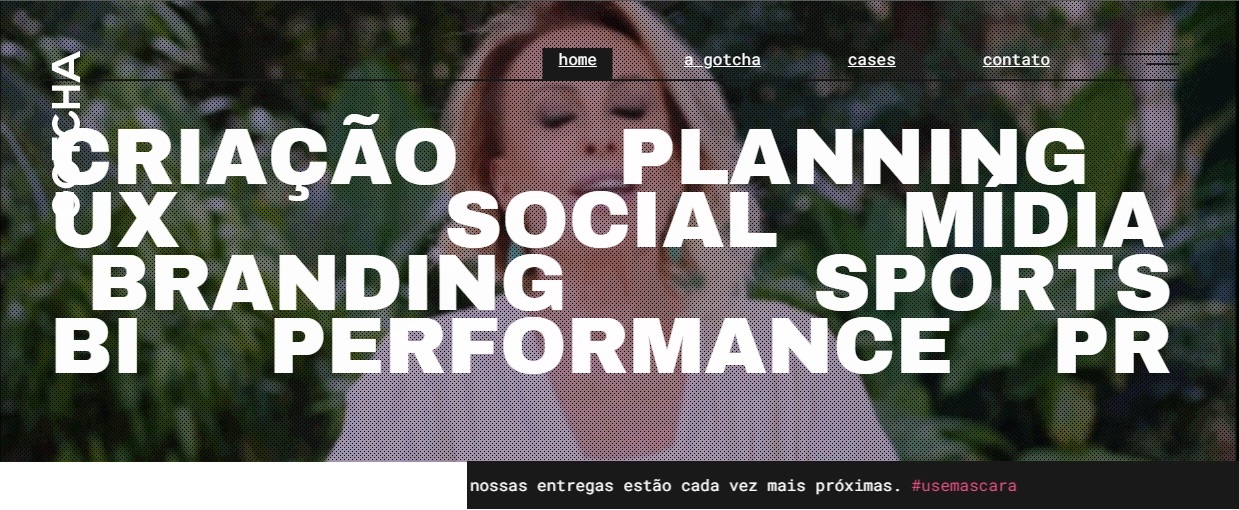 GOTCHA
home a gotcha cases contato
CRIAÇÃO PLANNING
UX SOCIAL MÍDIA
BRANDING SPORTS
BI PERFORMANCE PR
nossas entregas estão cada vez mais próximas. #usemascara